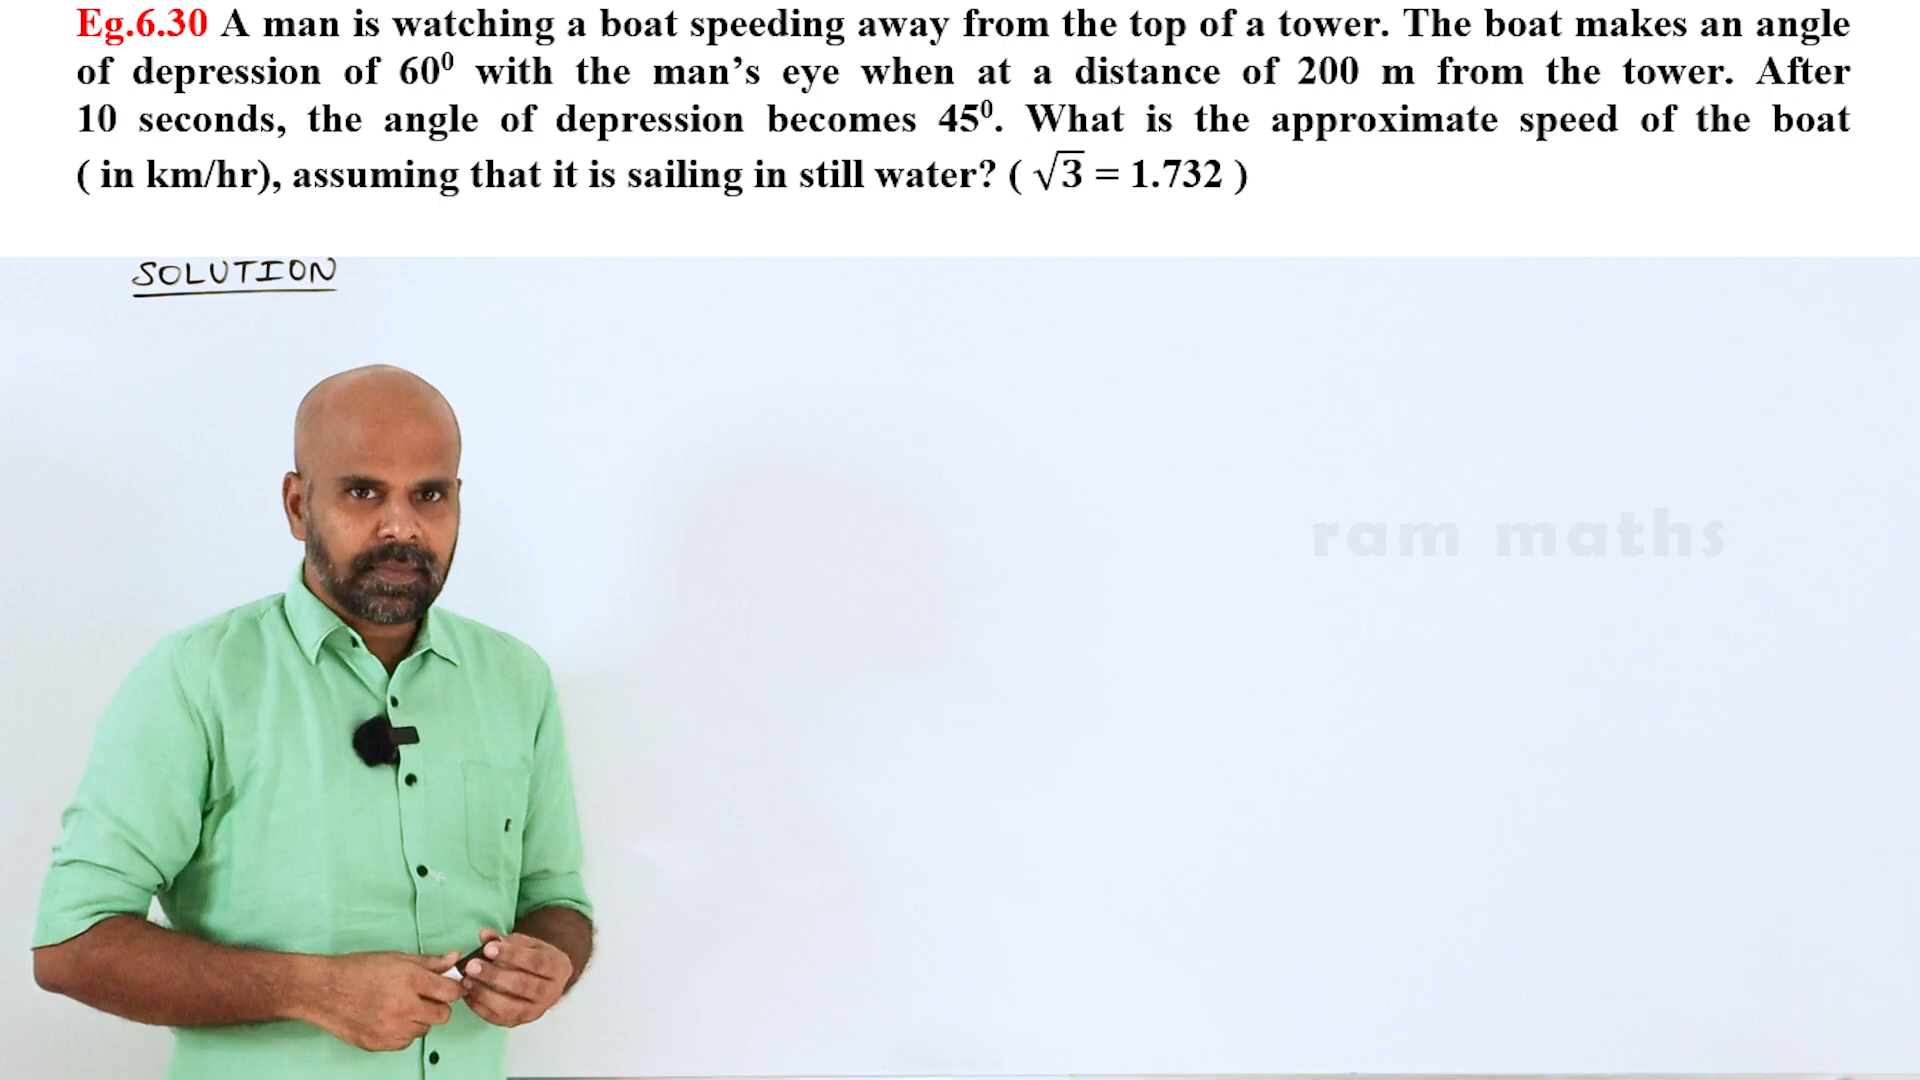 Eg.6.30 A man is watching a boat speeding away from the top of a tower. The boat makes an angle
of depression of 60⁰ with the man’s eye when at a distance of 200 m from the tower. After
10 seconds, the angle of depression becomes 45⁰. What is the approximate speed of the boat
( in km/hr), assuming that it is sailing in still water? ( √3 = 1.732 )
SOLUTION
ram maths